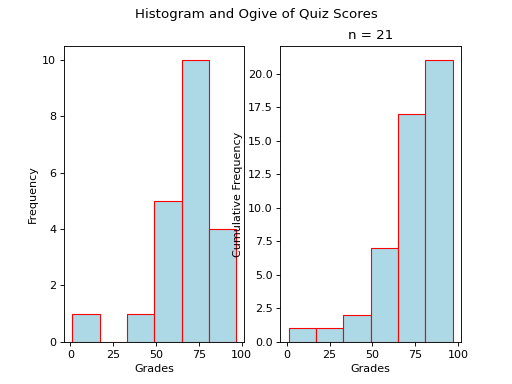 Histogram and Ogive of Quiz Scores
n = 21
Frequency
10
8
6
4
2
0
0 25 50 75 100
Grades
Cumulative Frequency
20.0
17.5
15.0
12.5
10.0
7.5
5.0
2.5
0.0
0 25 50 75 100
Grades